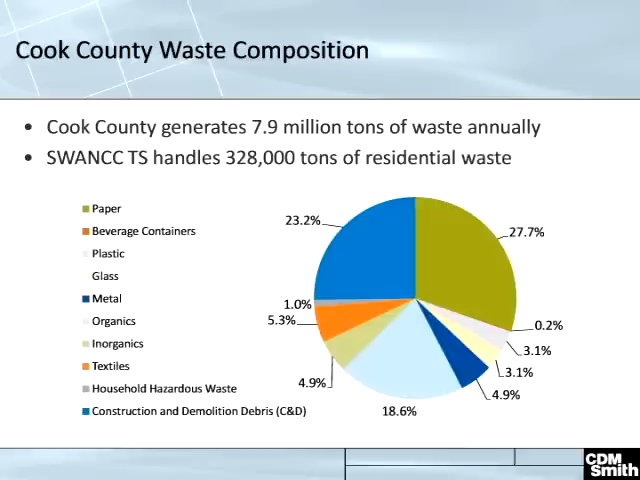 Cook County Waste Composition
• Cook County generates 7.9 million tons of waste annually
• SWANCC TS handles 328,000 tons of residential waste
Paper
Beverage Containers
Plastic
Glass
Metal
Organics
Inorganics
Textiles
Household Hazardous Waste
Construction and Demolition Debris (C&D)
23.2%
27.7%
1.0%
5.3%
0.2%
3.1%
3.1%
4.9%
4.9%
18.6%
CDM
Smith